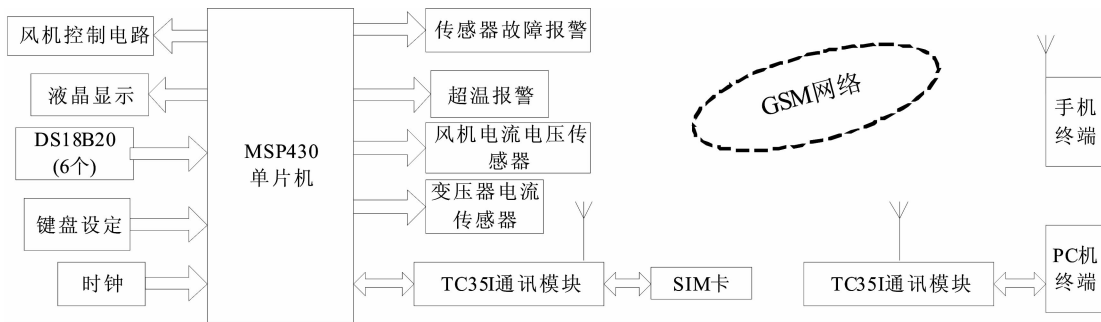 风机控制电路
液晶显示
DS18B20
(6个)
键盘设定
时钟
MSP430
单片机
传感器故障报警
超温报警
风机电流电压传
感器
变压器电流
传感器
TC35I通讯模块
SIM卡
GSM网络
TC35I通讯模块
手机
终端
PC机
终端